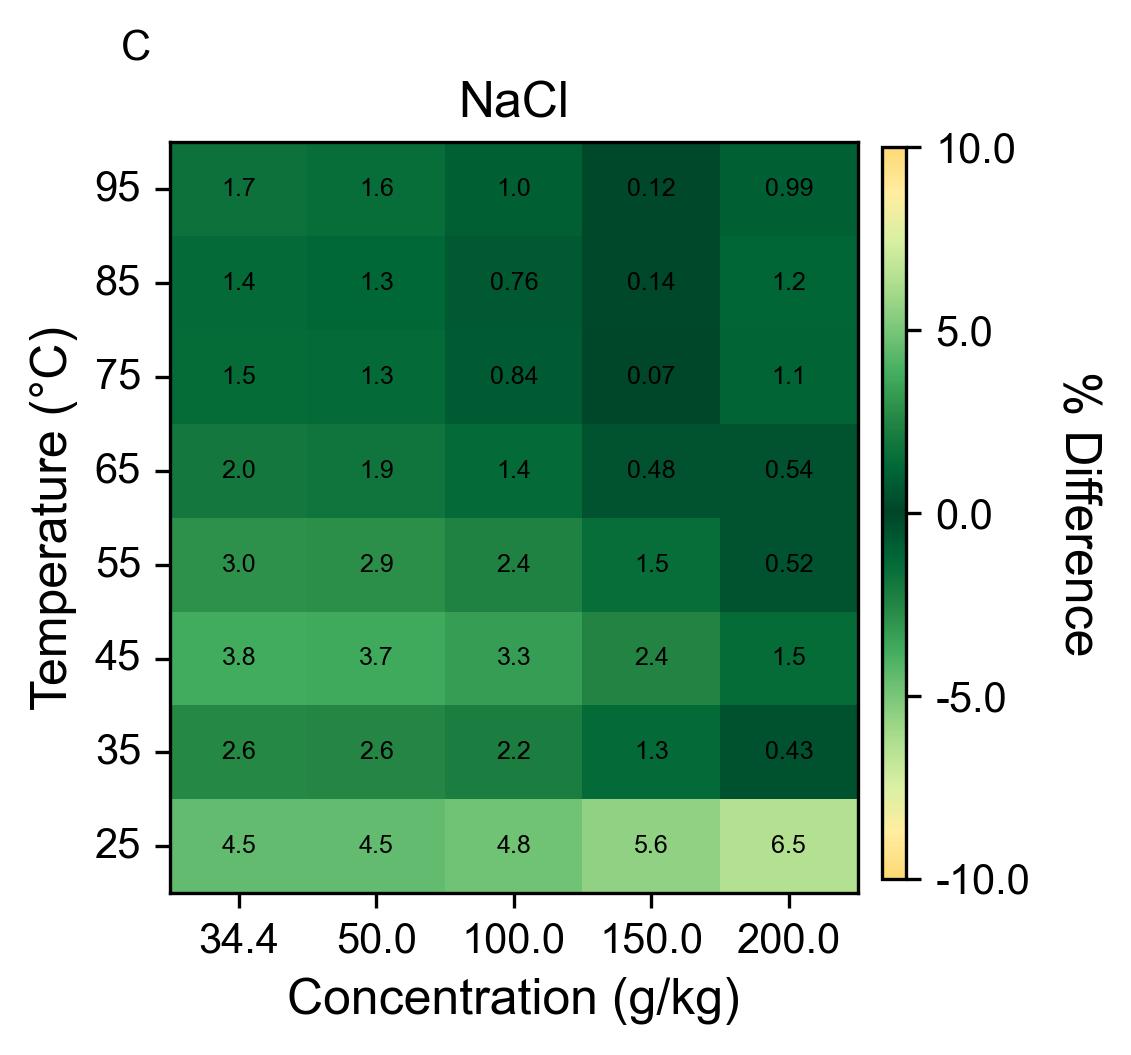 C
NaCl
95 1.7 1.6 1.0 0.12 0.99
85 1.4 1.3 0.76 0.14 1.2
75 1.5 1.3 0.84 0.07 1.1
65 2.0 1.9 1.4 0.48 0.54
55 3.0 2.9 2.4 1.5 0.52
45 3.8 3.7 3.3 2.4 1.5
35 2.6 2.6 2.2 1.3 0.43
25 4.5 4.5 4.8 5.6 6.5
34.4 50.0 100.0 150.0 200.0
Concentration (g/kg)
Temperature (°C)
10.0
5.0
0.0
-5.0
-10.0
% Difference